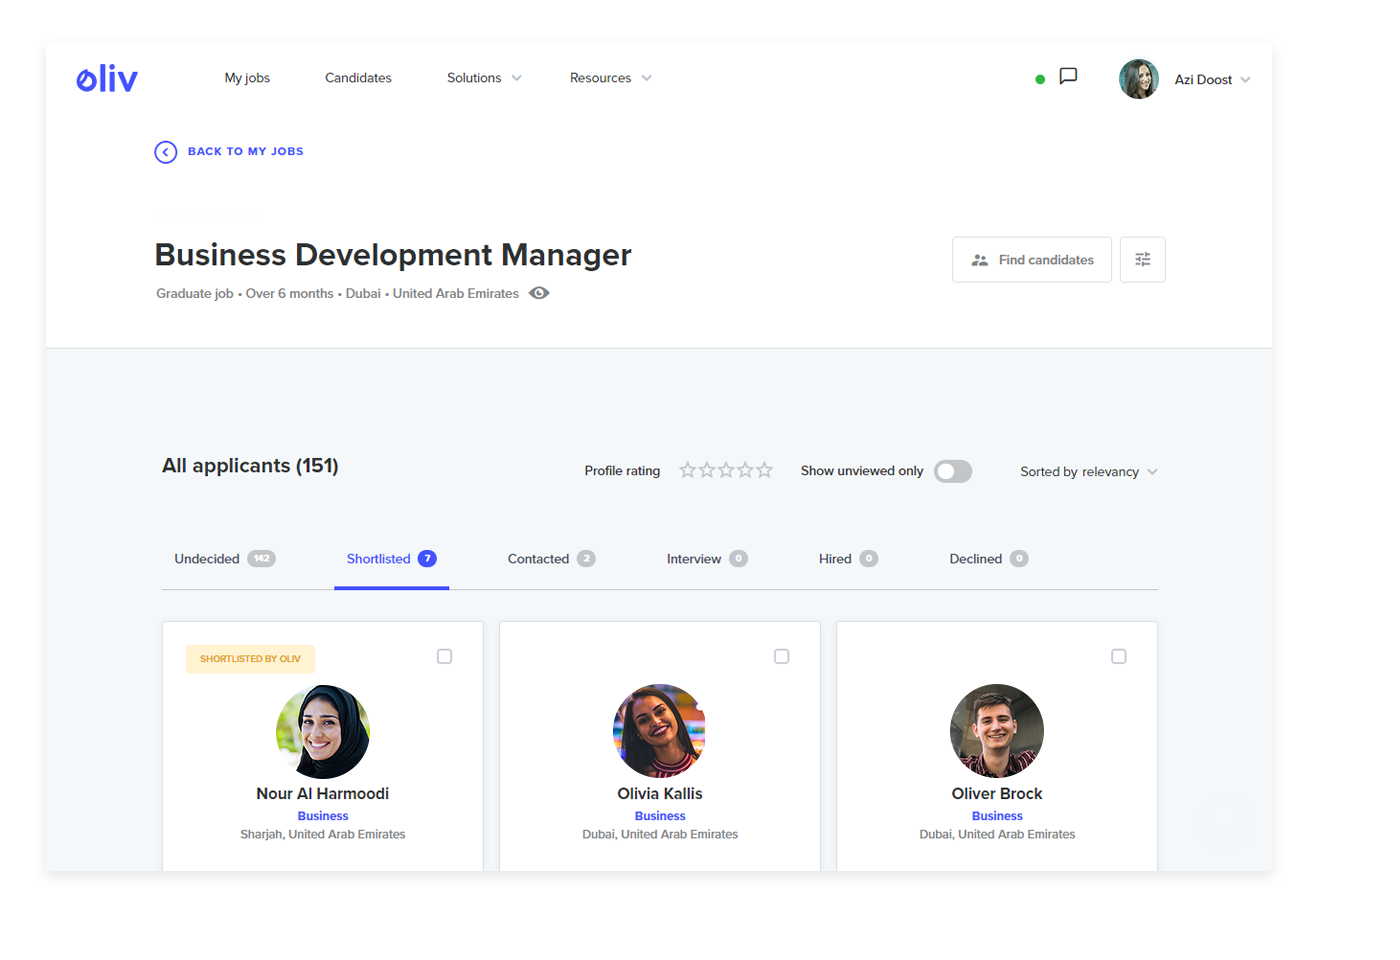 oliv
My jobs
Candidates
Solutions
Resources
Azi Doost
BACK TO MY JOBS
Business Development Manager
Find candidates
Graduate job • Over 6 months • Dubai • United Arab Emirates
All applicants (151)
Profile rating
Show unviewed only
Sorted by relevancy
Undecided 142
Shortlisted 7
Contacted 2
Interview 0
Hired 0
Declined 0
SHORTLISTED BY OLIV
Nour Al Harmoodi
Business
Sharjah, United Arab Emirates
Olivia Kallis
Business
Dubai, United Arab Emirates
Oliver Brock
Business
Dubai, United Arab Emirates